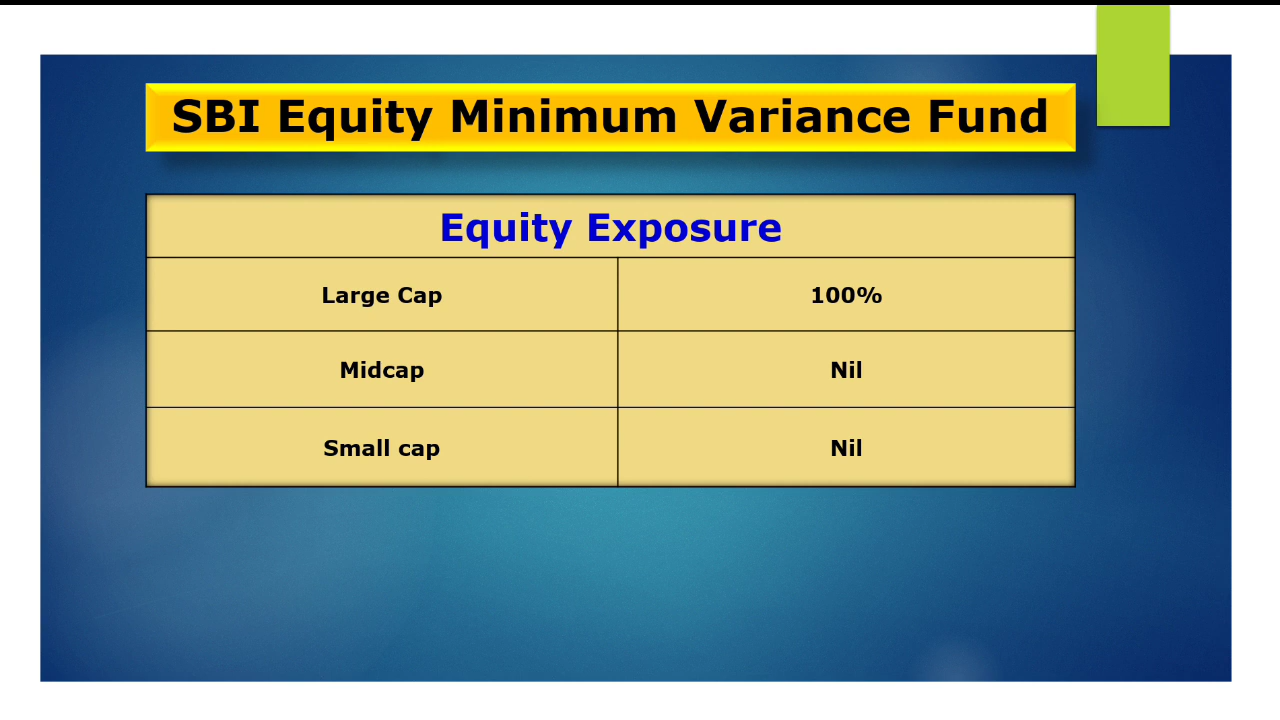 SBI Equity Minimum Variance Fund
Equity Exposure
Large Cap 100%
Midcap Nil
Small cap Nil